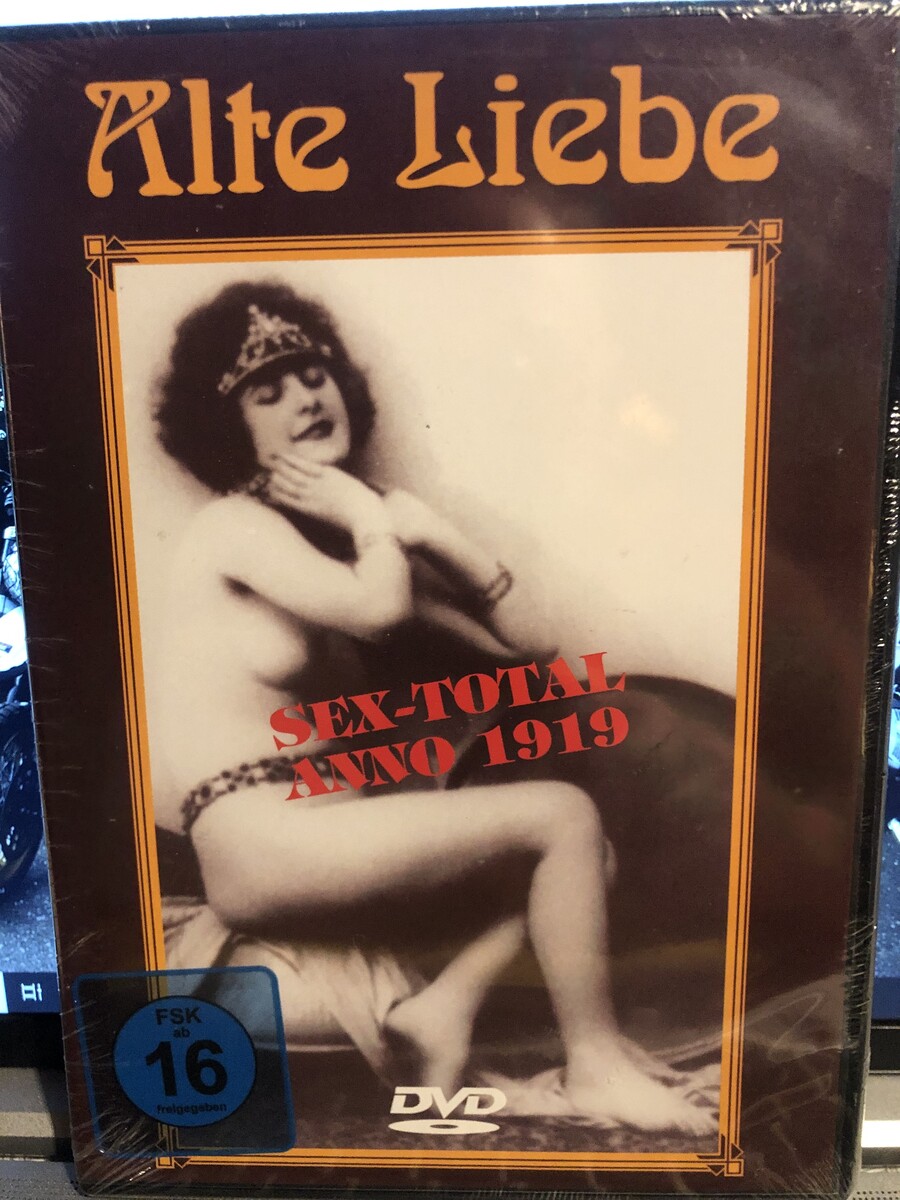 Alte Liebe
SEX-TOTAL
ANNO 1919
FSK
ab
16
freigegeben
DVD